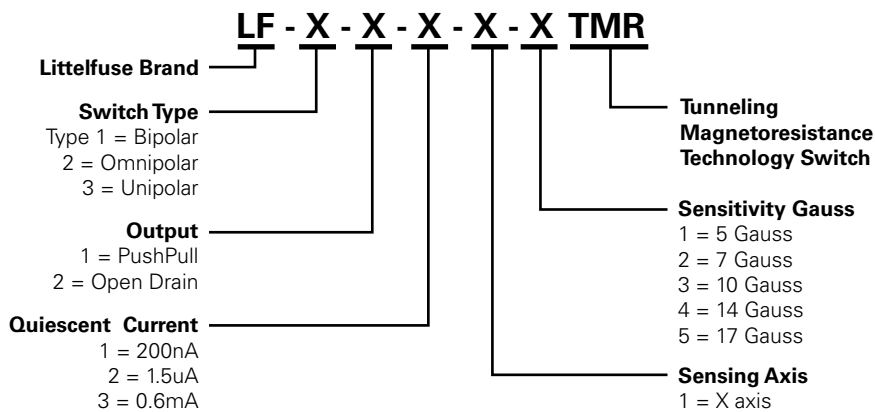 LF - X - X - X - X - X TMR
Littelfuse Brand
Switch Type
Type 1 = Bipolar
2 = Omnipolar
3 = Unipolar
Output
1 = PushPull
2 = Open Drain
Quiescent Current
1 = 200nA
2 = 1.5uA
3 = 0.6mA
Tunneling
Magnetoresistance
Technology Switch
Sensitivity Gauss
1 = 5 Gauss
2 = 7 Gauss
3 = 10 Gauss
4 = 14 Gauss
5 = 17 Gauss
Sensing Axis
1 = X axis